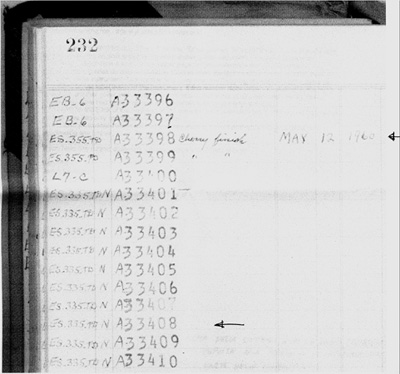 232
EB-6 A33396
EB-6 A33397
ES.355.TD A33398 Cherry finish MAY 12 1960
ES.355.TD A33399 " "
L7-C A33400
ES.335.TD N A33401
ES.335.TD N A33402
ES.335.TD N A33403
ES.335.TD N A33404
ES.335.TD N A33405
ES.335.TD N A33406
ES.335.TD N A33407
ES.335.TD N A33408
ES.335.TD N A33409
ES.335.TD N A33410